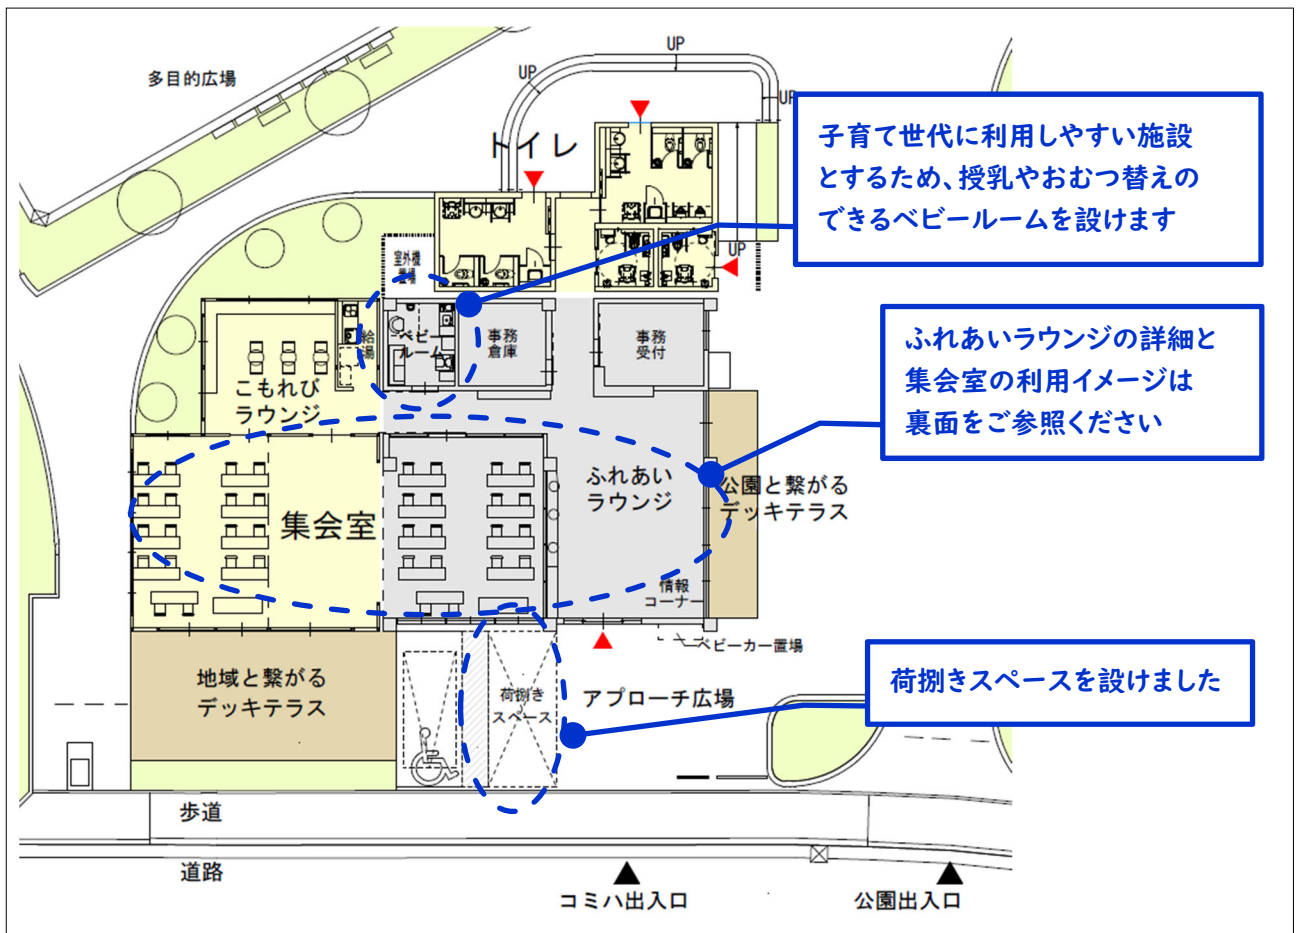 多目的広場
UP
UP
UP
トイレ
子育て世代に利用しやすい施設
とするため、授乳やおむつ替えの
できるベビールームを設けます
UP
室外機
置場
給
湯
ベビー
ルーム
事務
倉庫
事務
受付
こもれび
ラウンジ
ふれあいラウンジの詳細と
集会室の利用イメージは
裏面をご参照ください
集会室
ふれあい
ラウンジ
公園と繋がる
デッキテラス
情報
コーナー
ベビーカー置場
地域と繋がる
デッキテラス
荷捌き
スペース
アプローチ広場
荷捌きスペースを設けました
歩道
道路
コミハ出入口
公園出入口